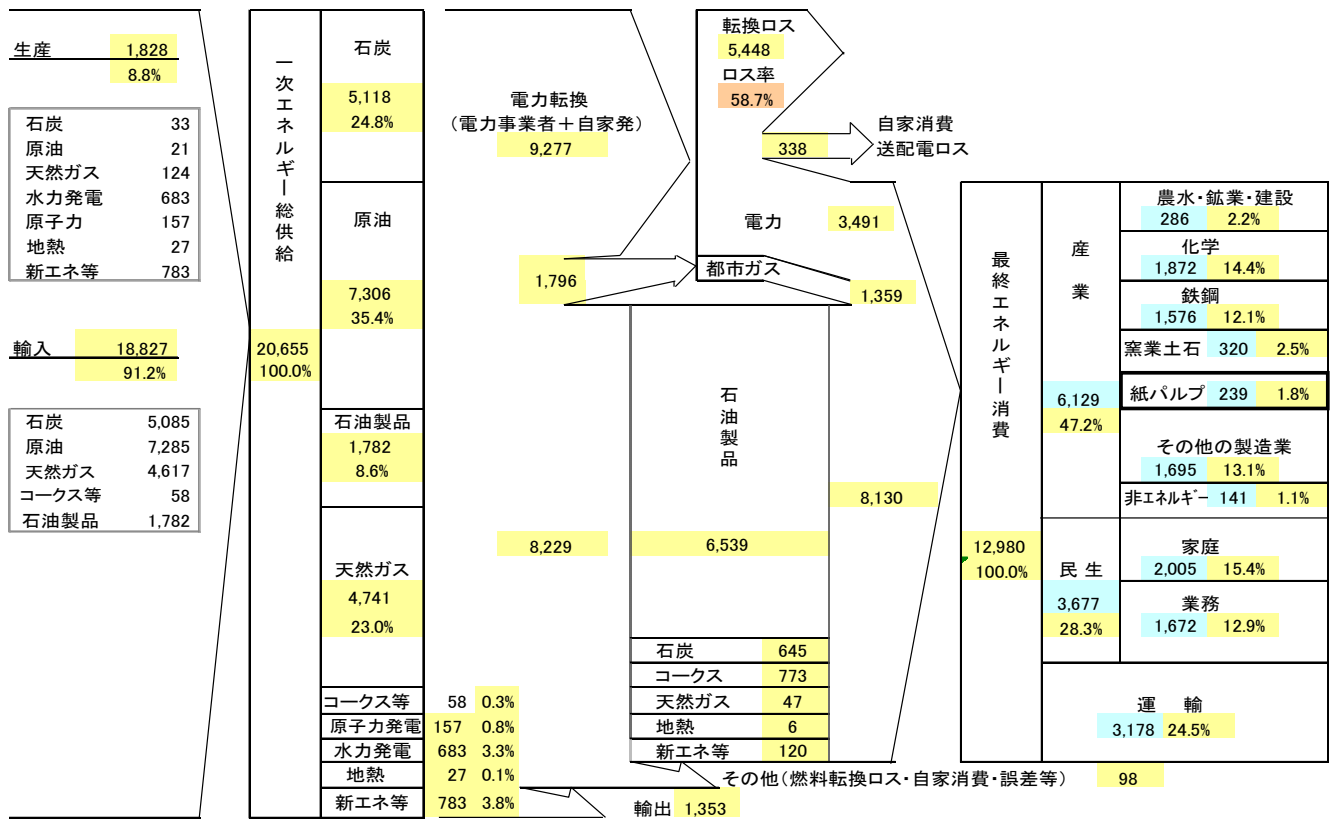 生産 1,828
8.8%
石炭 33
原油 21
天然ガス 124
水力発電 683
原子力 157
地熱 27
新エネ等 783
輸入 18,827
91.2%
石炭 5,085
原油 7,285
天然ガス 4,617
コークス等 58
石油製品 1,782
一次エネルギー総供給
20,655
100.0%
石炭
5,118
24.8%
原油
7,306
35.4%
石油製品
1,782
8.6%
天然ガス
4,741
23.0%
コークス等 58 0.3%
原子力発電 157 0.8%
水力発電 683 3.3%
地熱 27 0.1%
新エネ等 783 3.8%
電力転換
(電力事業者+自家発)
9,277
1,796
8,229
転換ロス
5,448
ロス率
58.7%
338
自家消費
送配電ロス
電力 3,491
都市ガス
1,359
石油製品
6,539
8,130
石炭 645
コークス 773
天然ガス 47
地熱 6
新エネ等 120
その他(燃料転換ロス・自家消費・誤差等) 98
輸出 1,353
最終エネルギー消費
12,980
100.0%
産業
6,129
47.2%
農水・鉱業・建設
286 2.2%
化学
1,872 14.4%
鉄鋼
1,576 12.1%
窯業土石 320 2.5%
紙パルプ 239 1.8%
その他の製造業
1,695 13.1%
非エネルギー 141 1.1%
民生
3,677
28.3%
家庭
2,005 15.4%
業務
1,672 12.9%
運輸
3,178 24.5%